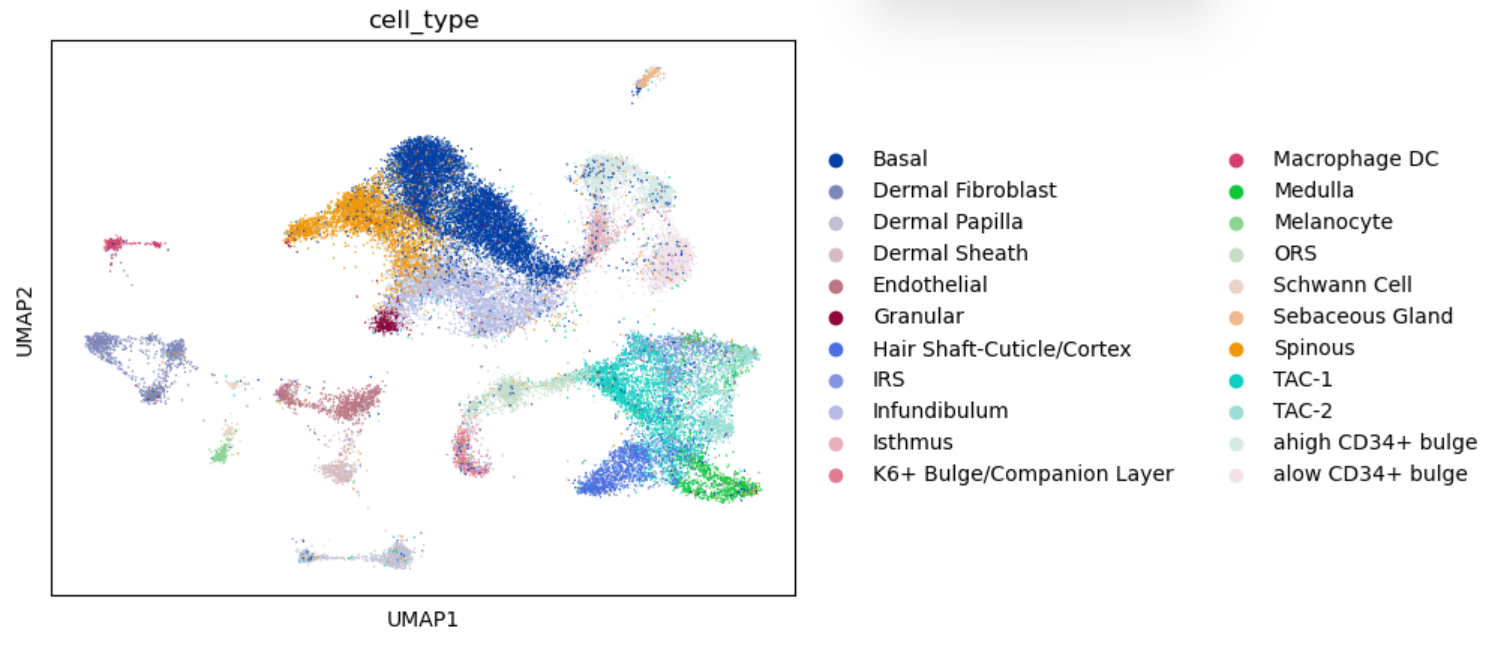 cell_type
UMAP2
UMAP1
Basal
Dermal Fibroblast
Dermal Papilla
Dermal Sheath
Endothelial
Granular
Hair Shaft-Cuticle/Cortex
IRS
Infundibulum
Isthmus
K6+ Bulge/Companion Layer
Macrophage DC
Medulla
Melanocyte
ORS
Schwann Cell
Sebaceous Gland
Spinous
TAC-1
TAC-2
ahigh CD34+ bulge
alow CD34+ bulge